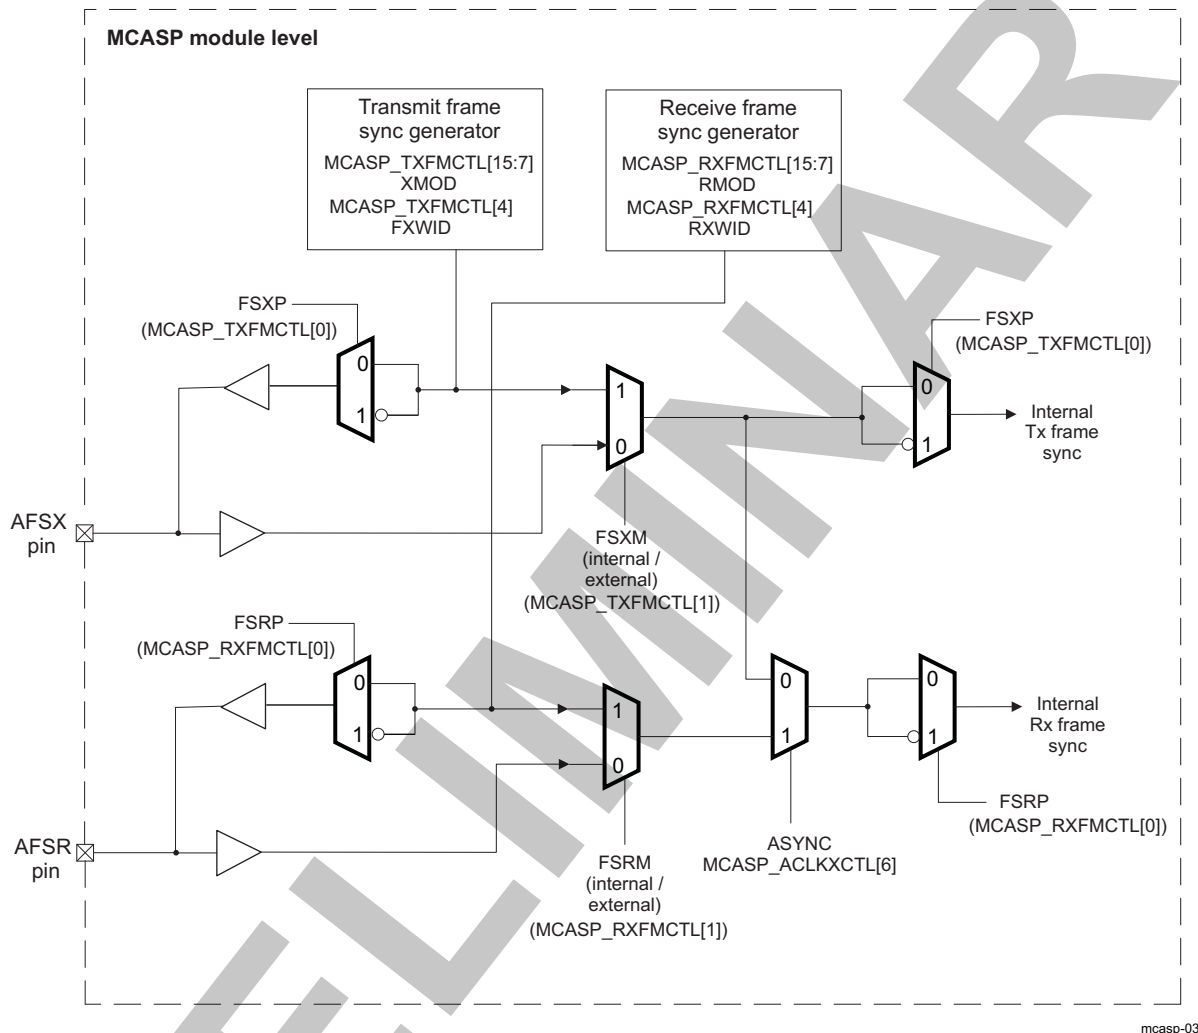 MCASP module level
Transmit frame
sync generator
MCASP_TXFMCTL[15:7]
XMOD
MCASP_TXFMCTL[4]
FXWID
Receive frame
sync generator
MCASP_RXFMCTL[15:7]
RMOD
MCASP_RXFMCTL[4]
RXWID
FSXP
(MCASP_TXFMCTL[0])
0
1
1
0
FSXP
(MCASP_TXFMCTL[0])
0
1
Internal
Tx frame
sync
AFSX
pin
FSXM
(internal /
external)
(MCASP_TXFMCTL[1])
FSRP
(MCASP_RXFMCTL[0])
0
1
1
0
0
1
0
1
Internal
Rx frame
sync
FSRP
(MCASP_RXFMCTL[0])
AFSR
pin
FSRM
(internal /
external)
(MCASP_RXFMCTL[1])
ASYNC
MCASP_ACLKXCTL[6]
ELIMINAR
mcasp-03